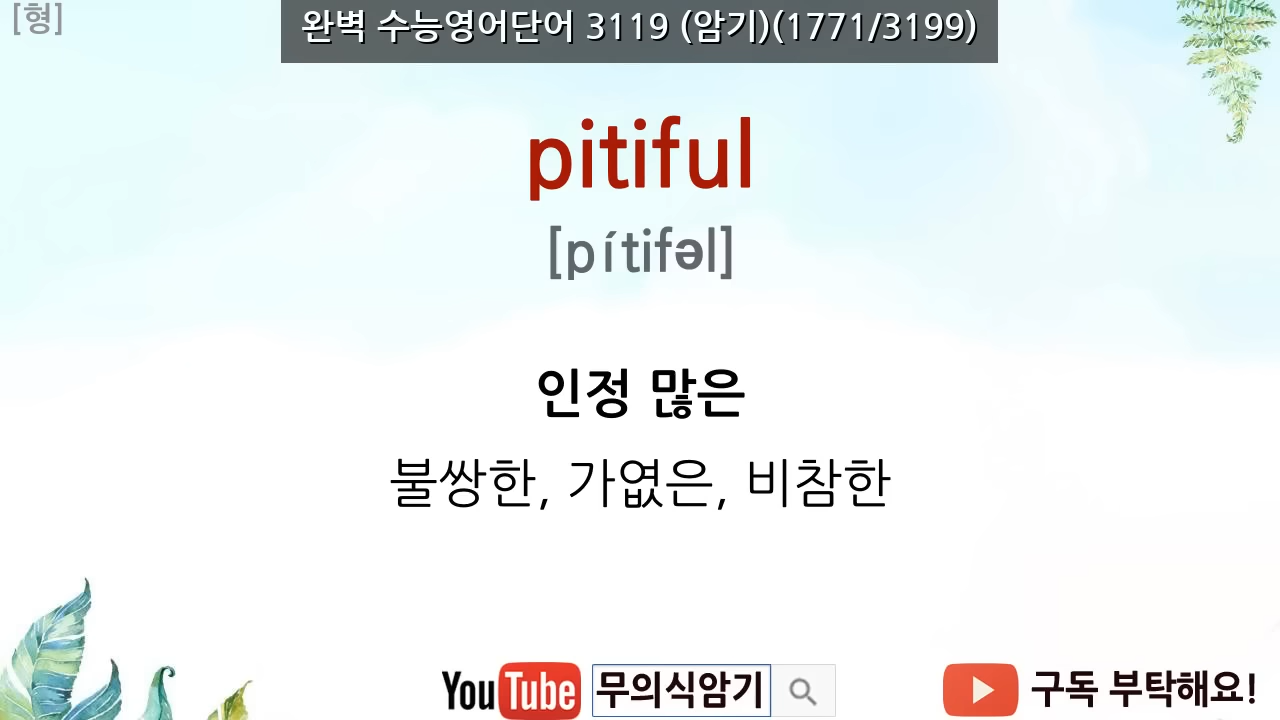 [형]
완벽 수능영어단어 3119 (암기)(1771/3199)
pitiful
[pítifəl]
인정 많은
불쌍한, 가엾은, 비참한
YouTube 무의식암기
구독 부탁해요!